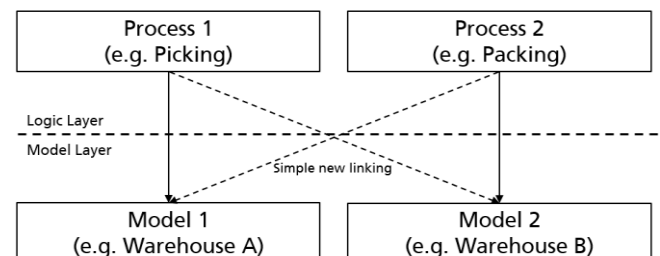 Process 1
(e.g. Picking)
Process 2
(e.g. Packing)
Logic Layer
Model Layer
Simple new linking
Model 1
(e.g. Warehouse A)
Model 2
(e.g. Warehouse B)